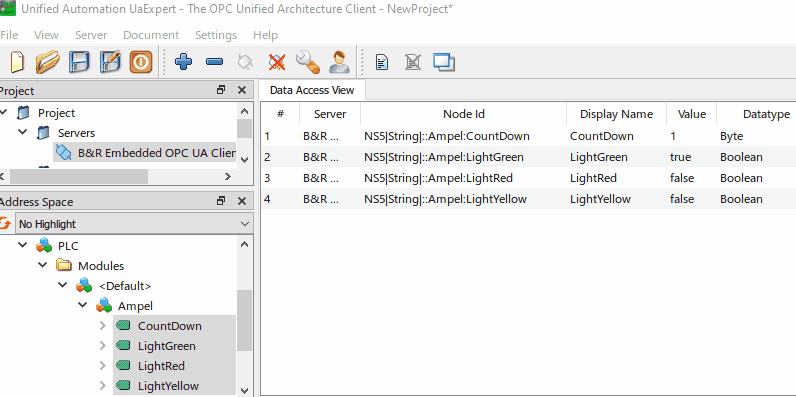 Unified Automation UaExpert - The OPC Unified Architecture Client - NewProject*
File View Server Document Settings Help
Project
Project
Servers
B&R Embedded OPC UA Clien
Address Space
No Highlight
PLC
Modules
<Default>
Ampel
CountDown
LightGreen
LightRed
LightYellow
Data Access View
# Server Node Id Display Name Value Datatype
1 B&R ... NS5|String|::Ampel:CountDown CountDown 1 Byte
2 B&R ... NS5|String|::Ampel:LightGreen LightGreen true Boolean
3 B&R ... NS5|String|::Ampel:LightRed LightRed false Boolean
4 B&R ... NS5|String|::Ampel:LightYellow LightYellow false Boolean